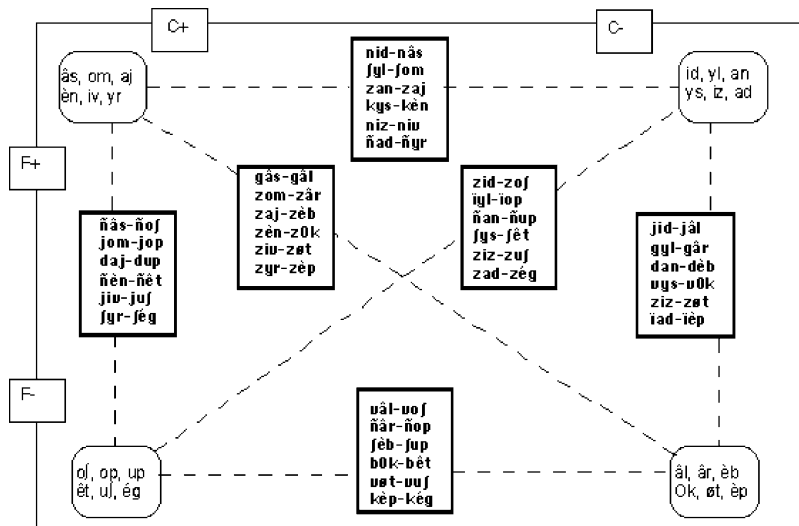 C+
C-
âs, om, aj
èn, iv, yr
nid-nâs
ʃyl-ʃom
zan-zaj
kys-kèn
niz-niv
ñad-ñyr
id, yl, an
ys, iz, ad
F+
gâs-gâl
zom-zâr
zaj-zèb
zèn-z0k
ziv-zøt
zyr-zèp
zid-zoʃ
ïyl-ïop
ñan-ñup
ʃys-ʃêt
ziz-zuʃ
zad-zég
ñâs-ñoʃ
jom-jop
daj-dup
ñèn-ñêt
jiv-juʃ
ʃyr-ʃég
jid-jâl
gyl-gâr
dan-dèb
vys-v0k
ziz-zøt
ïad-ïèp
F-
vâl-voʃ
ñâr-ñop
ʃèb-ʃup
b0k-bêt
vøt-vuʃ
kèp-kég
oʃ, op, up
êt, uʃ, ég
âl, âr, èb
0k, øt, èp